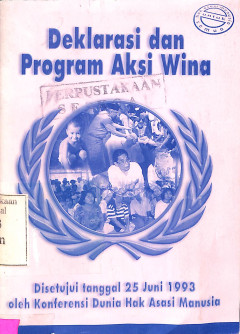 Deklarasi dan
Program Aksi Wina
PERPUSTAKAAN
Disetujui tanggal 25 Juni 1993
oleh Konferensi Dunia Hak Asasi Manusia